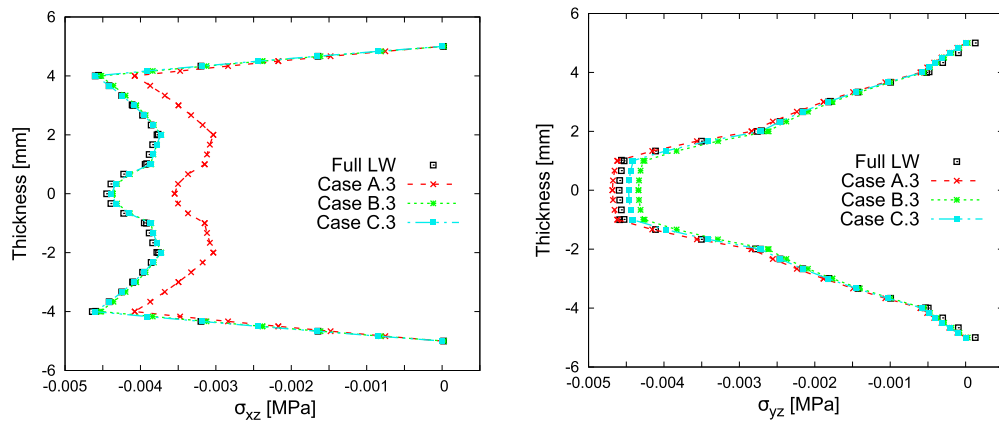 6
4
2
0
-2
-4
-6
-0.005
-0.004
-0.003
-0.002
-0.001
0
Thickness [mm]
σxz [MPa]
Full LW
Case A.3
Case B.3
Case C.3
6
4
2
0
-2
-4
-6
-0.005
-0.004
-0.003
-0.002
-0.001
0
Thickness [mm]
σyz [MPa]
Full LW
Case A.3
Case B.3
Case C.3